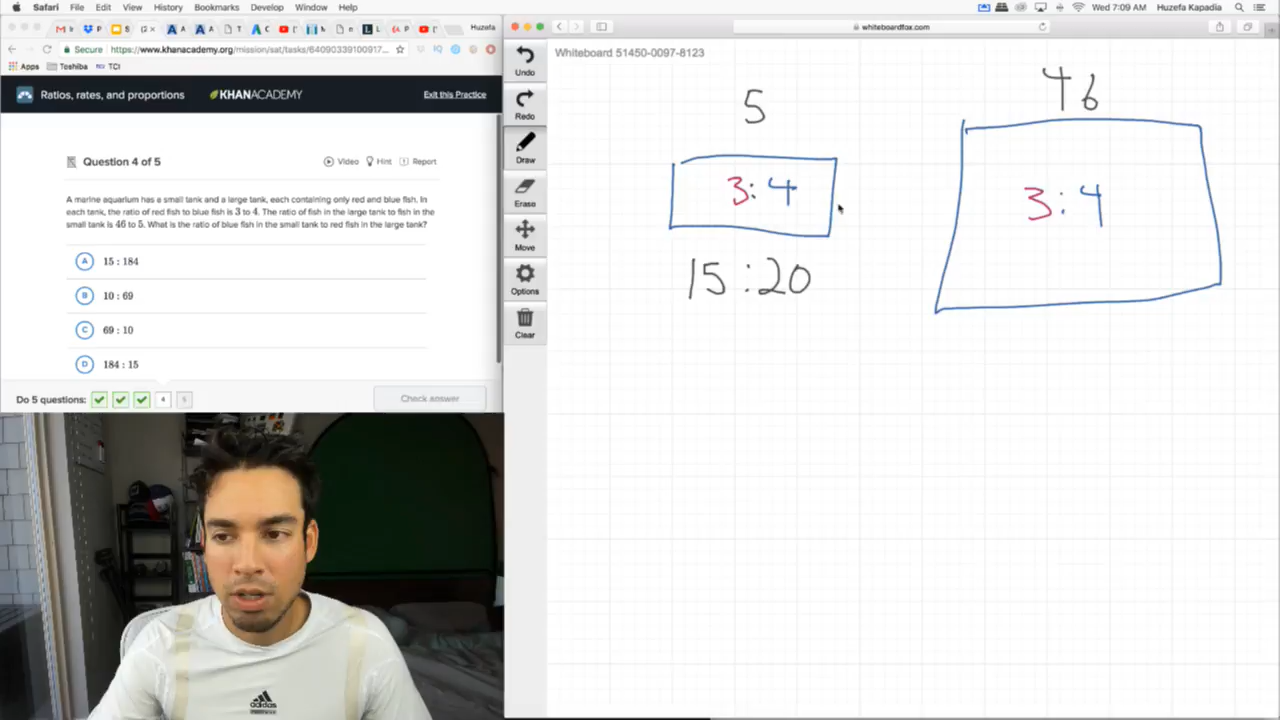 Safari File Edit View History Bookmarks Develop Window Help
Wed 7:09 AM Huzefa Kapadia
Huzefa
Secure https://www.khanacademy.org/mission/sat/tasks/64090339100917...
Apps Toshiba TCI
Ratios, rates, and proportions
KHANACADEMY
Exit this Practice
Question 4 of 5
Video Hint Report
A marine aquarium has a small tank and a large tank, each containing only red and blue fish. In
each tank, the ratio of red fish to blue fish is 3 to 4. The ratio of fish in the large tank to fish in the
small tank is 46 to 5. What is the ratio of blue fish in the small tank to red fish in the large tank?
A 15 : 184
B 10 : 69
C 69 : 10
D 184 : 15
Do 5 questions: 4 5
Check answer
adidas
whiteboardfox.com
Whiteboard 51450-0097-8123
Undo
Redo
Draw
Erase
Move
Options
Clear
5
3:4
15:20
46
3:4